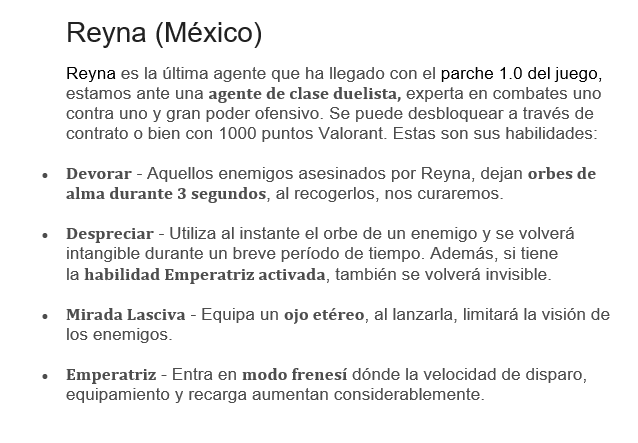 Reyna (México)
Reyna es la última agente que ha llegado con el parche 1.0 del juego,
estamos ante una agente de clase duelista, experta en combates uno
contra uno y gran poder ofensivo. Se puede desbloquear a través de
contrato o bien con 1000 puntos Valorant. Estas son sus habilidades:
• Devorar - Aquellos enemigos asesinados por Reyna, dejan orbes de
alma durante 3 segundos, al recogerlos, nos curaremos.
• Despreciar - Utiliza al instante el orbe de un enemigo y se volverá
intangible durante un breve período de tiempo. Además, si tiene
la habilidad Emperatriz activada, también se volverá invisible.
• Mirada Lasciva - Equipa un ojo etéreo, al lanzarla, limitará la visión de
los enemigos.
• Emperatriz - Entra en modo frenesí dónde la velocidad de disparo,
equipamiento y recarga aumentan considerablemente.